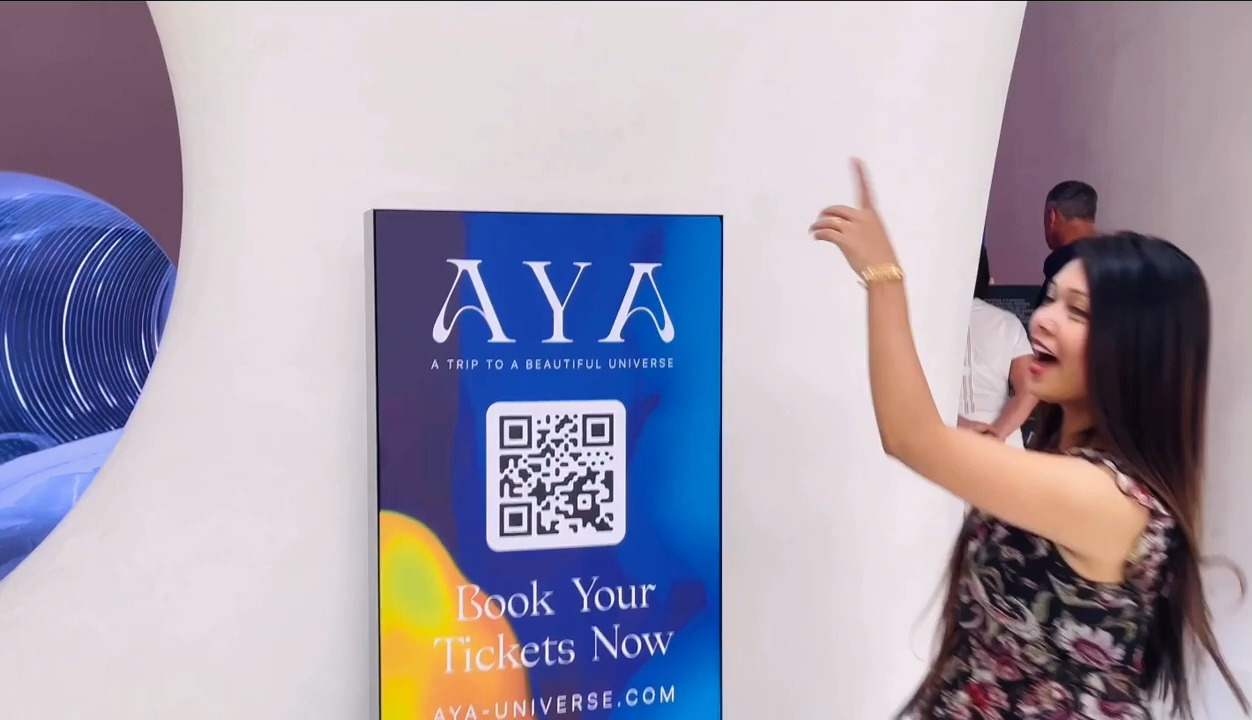 AYA
A TRIP TO A BEAUTIFUL UNIVERSE
Book Your
Tickets Now
AYA-UNIVERSE.COM